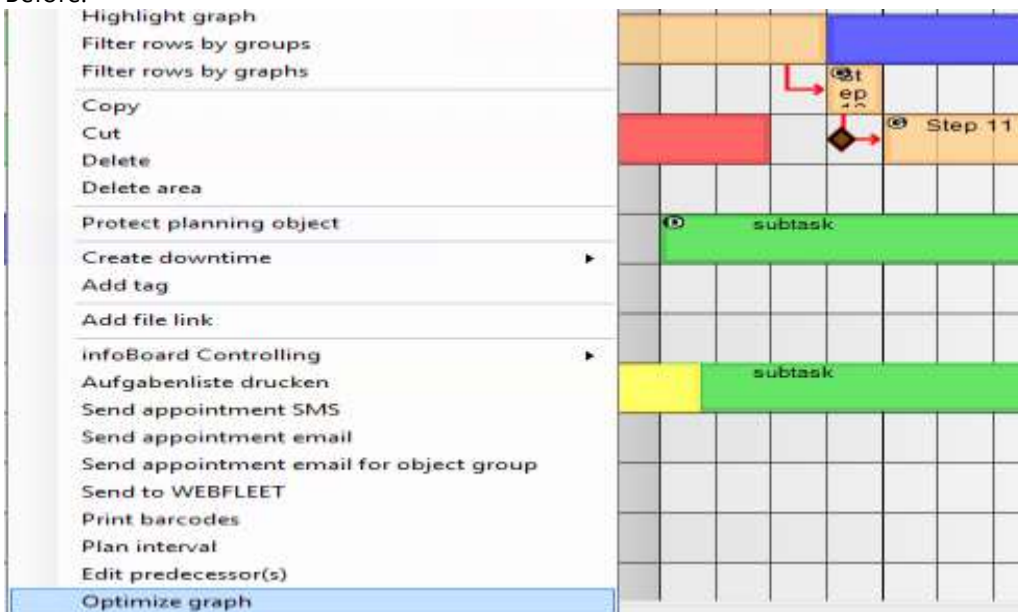 Before:
Highlight graph
Filter rows by groups
Filter rows by graphs
Copy
Cut
Delete
Delete area
Protect planning object
Create downtime
Add tag
Add file link
infoBoard Controlling
Aufgabenliste drucken
Send appointment SMS
Send appointment email
Send appointment email for object group
Send to WEBFLEET
Print barcodes
Plan interval
Edit predecessor(s)
Optimize graph
ep
Step 11
subtask
subtask